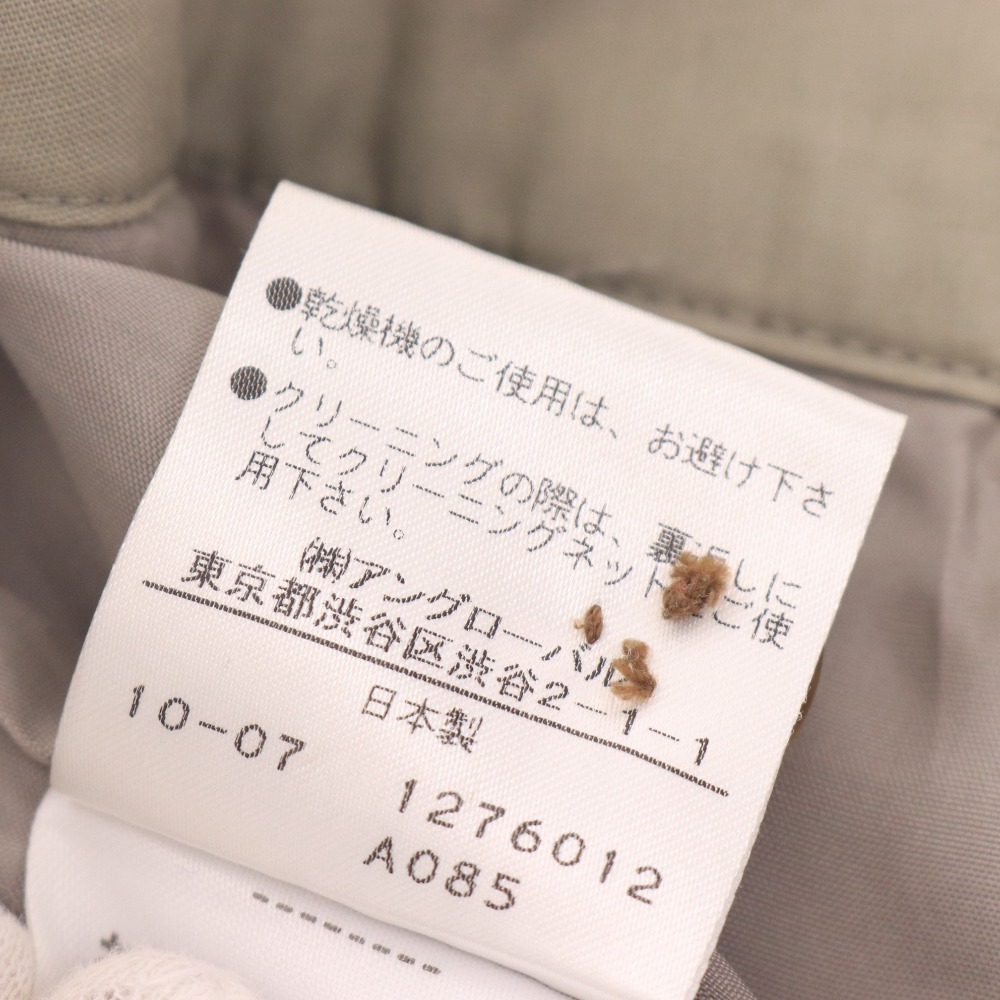 ●乾燥機のご使用は、お避け下さ
い。
●クリーニングの際は、裏返しに
してクリーニングネットをご使
用下さい。
(株)アングローバル
東京都渋谷区渋谷2-1-1
日本製
10-07 1276012
A085